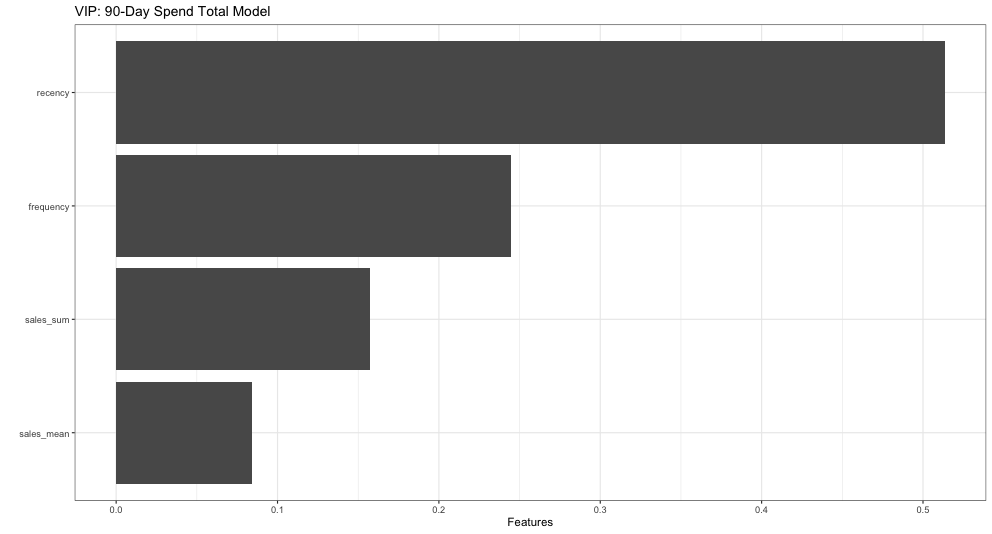 VIP: 90-Day Spend Total Model
recency
frequency
sales_sum
sales_mean
0.0 0.1 0.2 0.3 0.4 0.5
Features